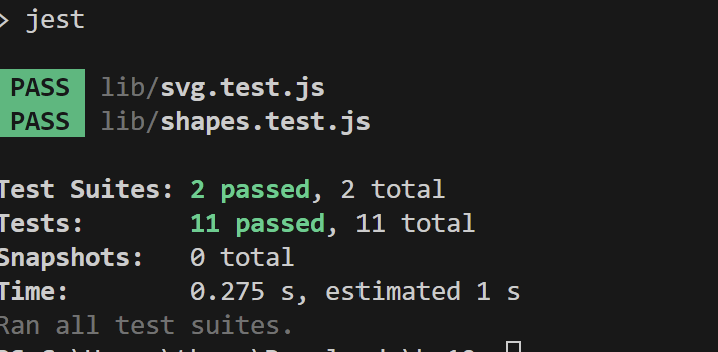 > jest
PASS lib/svg.test.js
PASS lib/shapes.test.js
Test Suites: 2 passed, 2 total
Tests: 11 passed, 11 total
Snapshots: 0 total
Time: 0.275 s, estimated 1 s
Ran all test suites.